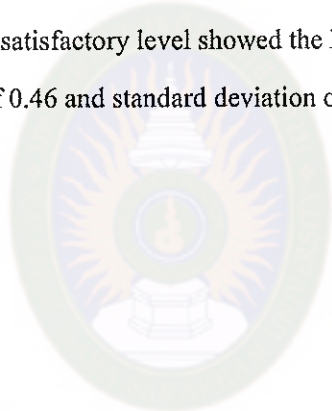 satisfactory level showed the
0.46 and standard deviation